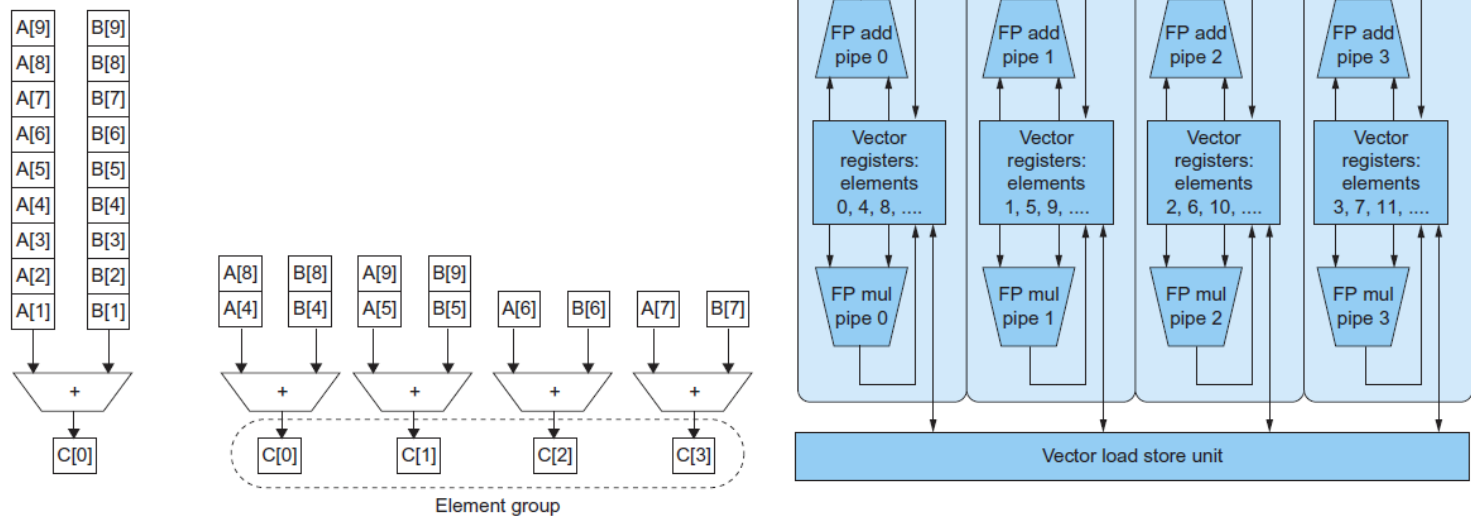 A[9] B[9]
A[8] B[8]
A[7] B[7]
A[6] B[6]
A[5] B[5]
A[4] B[4]
A[3] B[3]
A[2] B[2]
A[1] B[1]
+
C[0]
A[8] B[8] A[9] B[9]
A[4] B[4] A[5] B[5] A[6] B[6] A[7] B[7]
+ + + +
C[0] C[1] C[2] C[3]
Element group
FP add
pipe 0
FP add
pipe 1
FP add
pipe 2
FP add
pipe 3
Vector
registers:
elements
0, 4, 8, ....
Vector
registers:
elements
1, 5, 9, ....
Vector
registers:
elements
2, 6, 10, ....
Vector
registers:
elements
3, 7, 11, ....
FP mul
pipe 0
FP mul
pipe 1
FP mul
pipe 2
FP mul
pipe 3
Vector load store unit